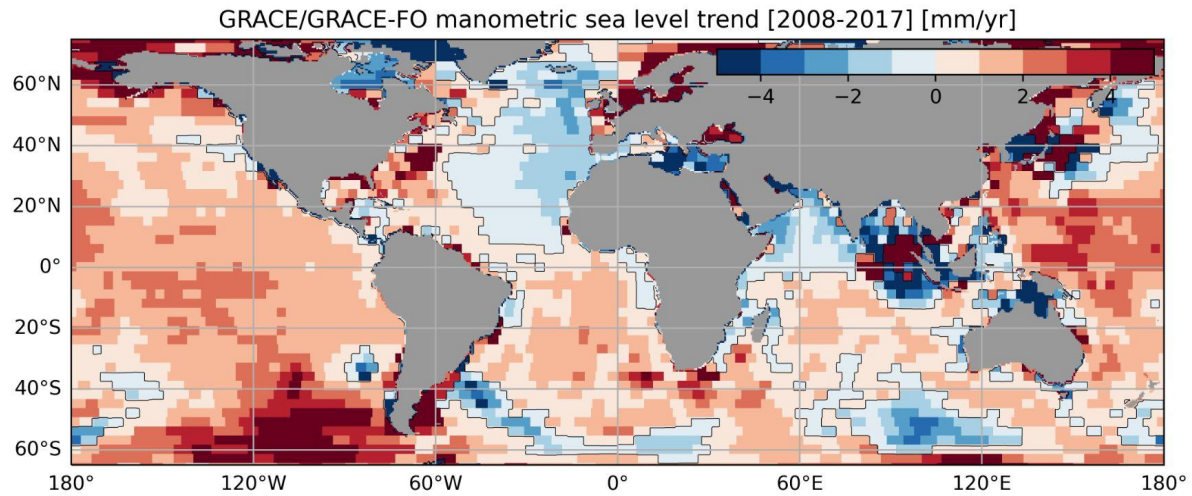 GRACE/GRACE-FO manometric sea level trend [2008-2017] [mm/yr]
−4 −2 0 2 4
60°N
40°N
20°N
0°
20°S
40°S
60°S
180° 120°W 60°W 0° 60°E 120°E 180°